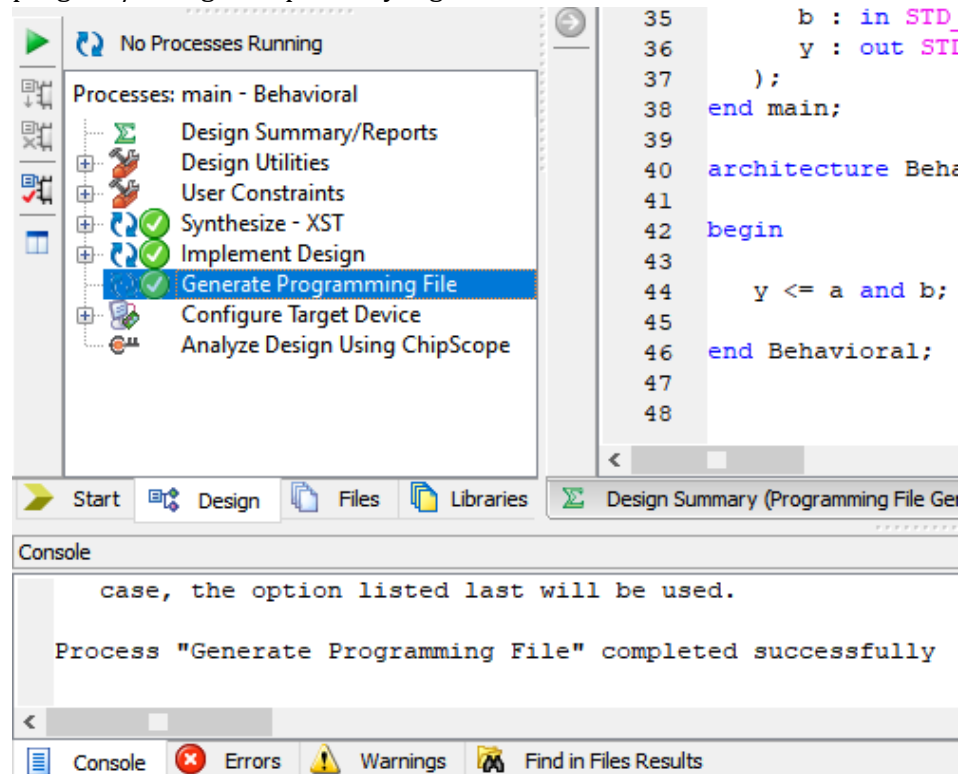 No Processes Running
Processes: main - Behavioral
Design Summary/Reports
Design Utilities
User Constraints
Synthesize - XST
Implement Design
Generate Programming File
Configure Target Device
Analyze Design Using ChipScope
Start Design Files Libraries
35 b : in STD_
36 y : out
37 );
38 end main;
39
40 architecture
41
42 begin
43
44 y <= a and b;
45
46 end Behavioral;
47
48
Design Summary (Programming File
Console
case, the option listed last will be used.
Process "Generate Programming File" completed successfully
Console Errors Warnings Find in Files Results